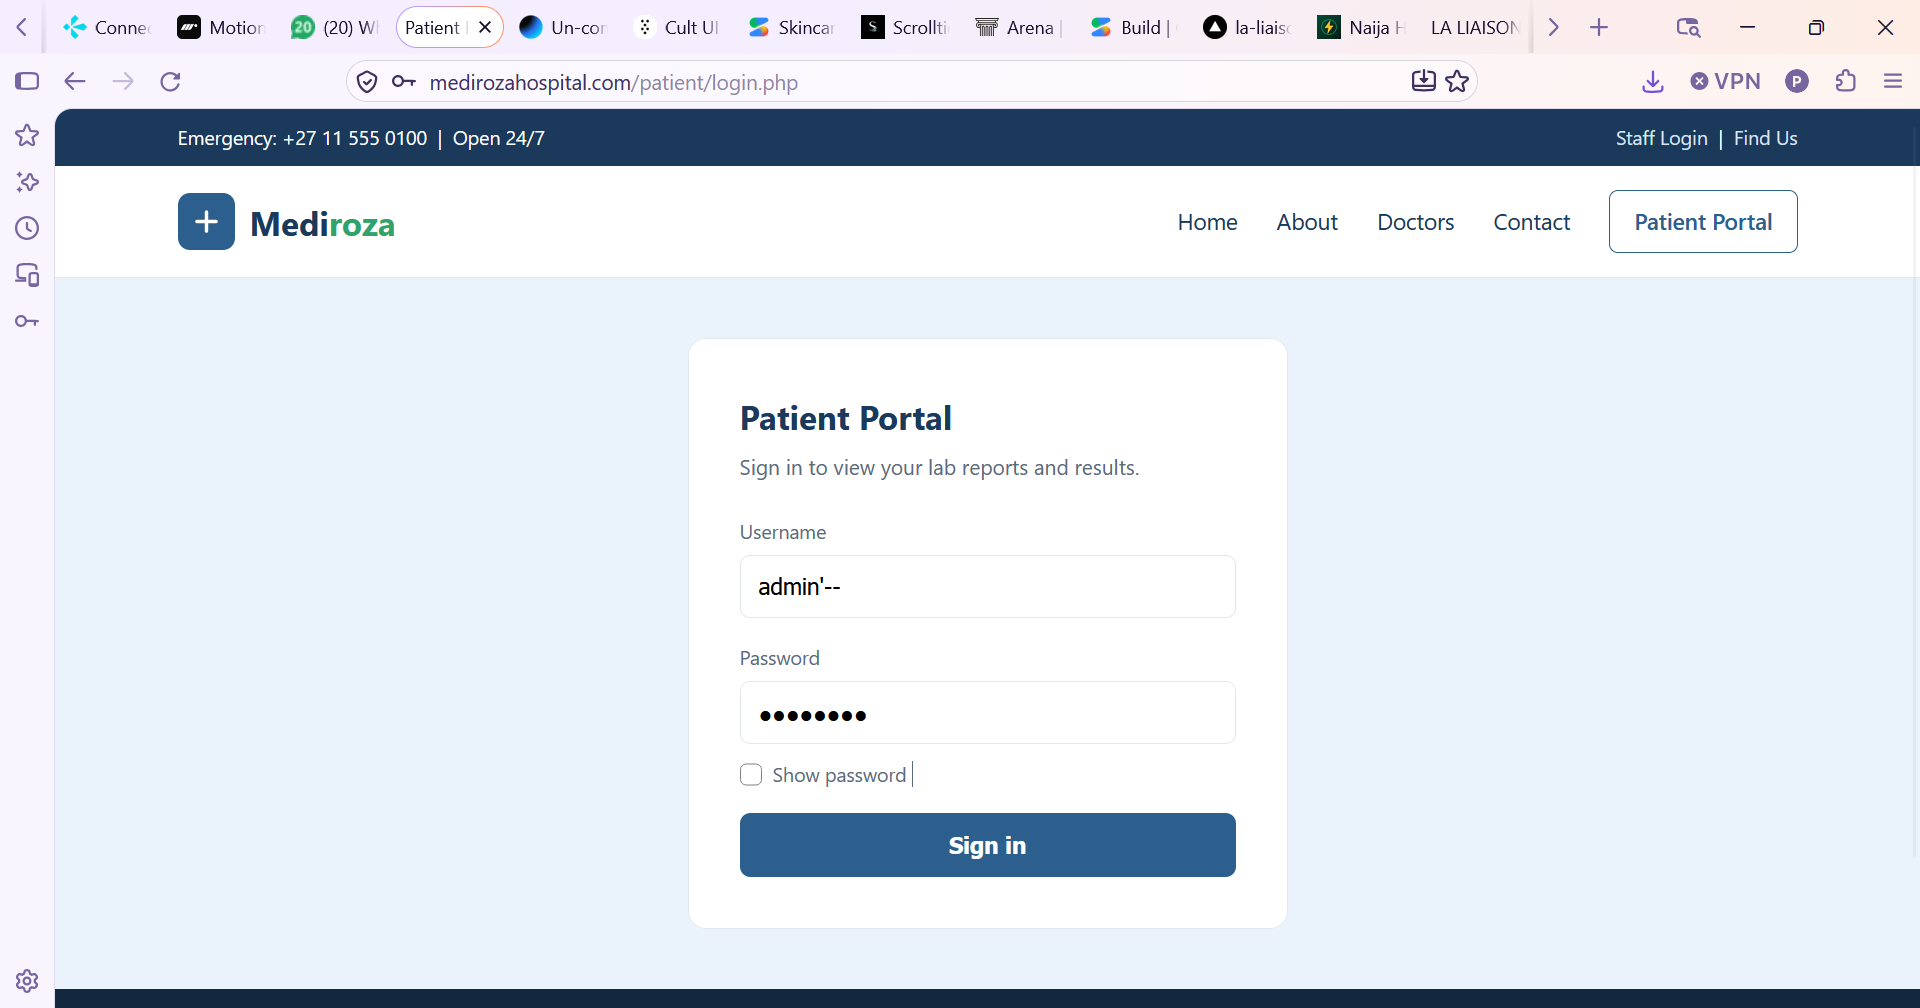 Connec
Motion
20
(20) W
Patient
Un-con
Cult UI
Skincar
S
Scrollti
Arena |
Build |
la-liaiso
Naija H
LA LIAISON
medirozahospital.com/patient/login.php
VPN
P
Emergency: +27 11 555 0100 | Open 24/7
Staff Login | Find Us
Mediroza
Home
About
Doctors
Contact
Patient Portal
Patient Portal
Sign in to view your lab reports and results.
Username
admin'--
Password
••••••••
Show password
Sign in